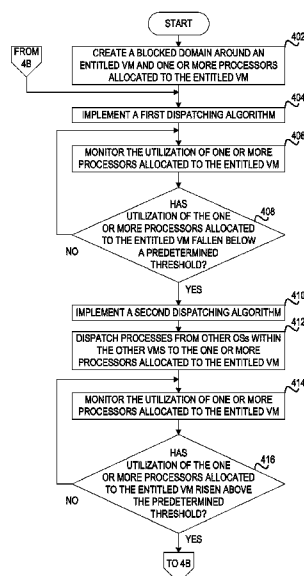 START
FROM
4B
402
CREATE A BLOCKED DOMAIN AROUND AN
ENTITLED VM AND ONE OR MORE PROCESSORS
ALLOCATED TO THE ENTITLED VM
404
IMPLEMENT A FIRST DISPATCHING ALGORITHM
406
MONITOR THE UTILIZATION OF ONE OR MORE
PROCESSORS ALLOCATED TO THE ENTITLED VM
408
HAS
UTILIZATION OF THE ONE
OR MORE PROCESSORS ALLOCATED
TO THE ENTITLED VM FALLEN BELOW
A PREDETERMINED
THRESHOLD?
NO
YES
410
IMPLEMENT A SECOND DISPATCHING ALGORITHM
412
DISPATCH PROCESSES FROM OTHER OSs WITHIN
THE OTHER VMS TO THE ONE OR MORE
PROCESSORS ALLOCATED TO THE ENTITLED VM
414
MONITOR THE UTILIZATION OF ONE OR MORE
PROCESSORS ALLOCATED TO THE ENTITLED VM
416
HAS
UTILIZATION OF THE ONE
OR MORE PROCESSORS ALLOCATED
TO THE ENTITLED VM RISEN ABOVE
THE PREDETERMINED
THRESHOLD?
NO
YES
TO 4B